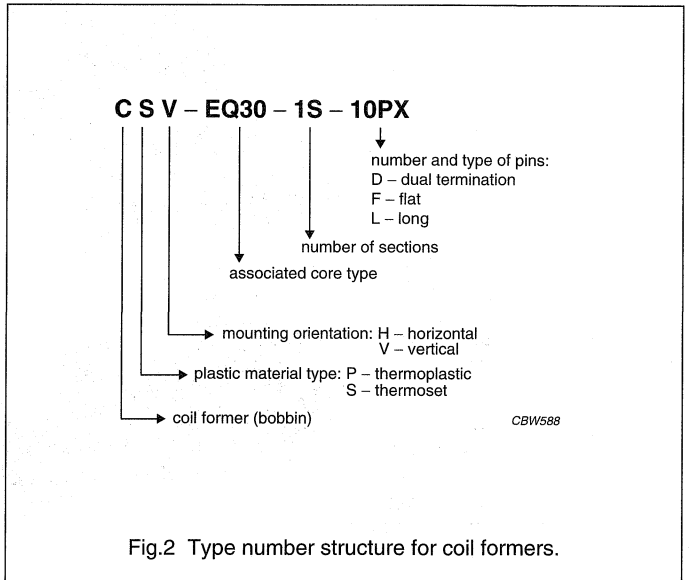 C S V – EQ30 – 1S – 10PX
number and type of pins:
D – dual termination
F – flat
L – long
number of sections
associated core type
mounting orientation: H – horizontal
V – vertical
plastic material type: P – thermoplastic
S – thermoset
coil former (bobbin)
CBW588
Fig.2 Type number structure for coil formers.